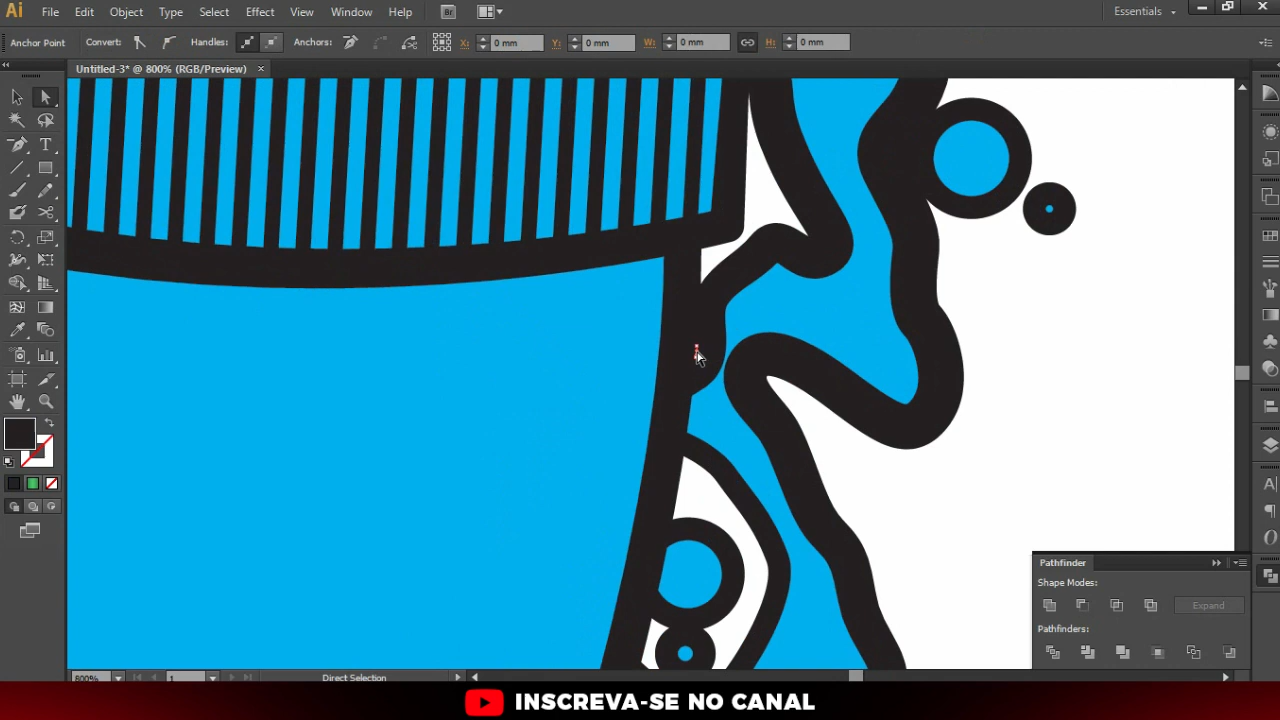 Ai File Edit Object Type Select Effect View Window Help Br Essentials
Anchor Point Convert: Handles: Anchors: X: 0 mm Y: 0 mm W: 0 mm H: 0 mm
Untitled-3* @ 800% (RGB/Preview) ×
Pathfinder
Shape Modes:
Expand
Pathfinders:
800% 1 Direct Selection
INSCREVA-SE NO CANAL